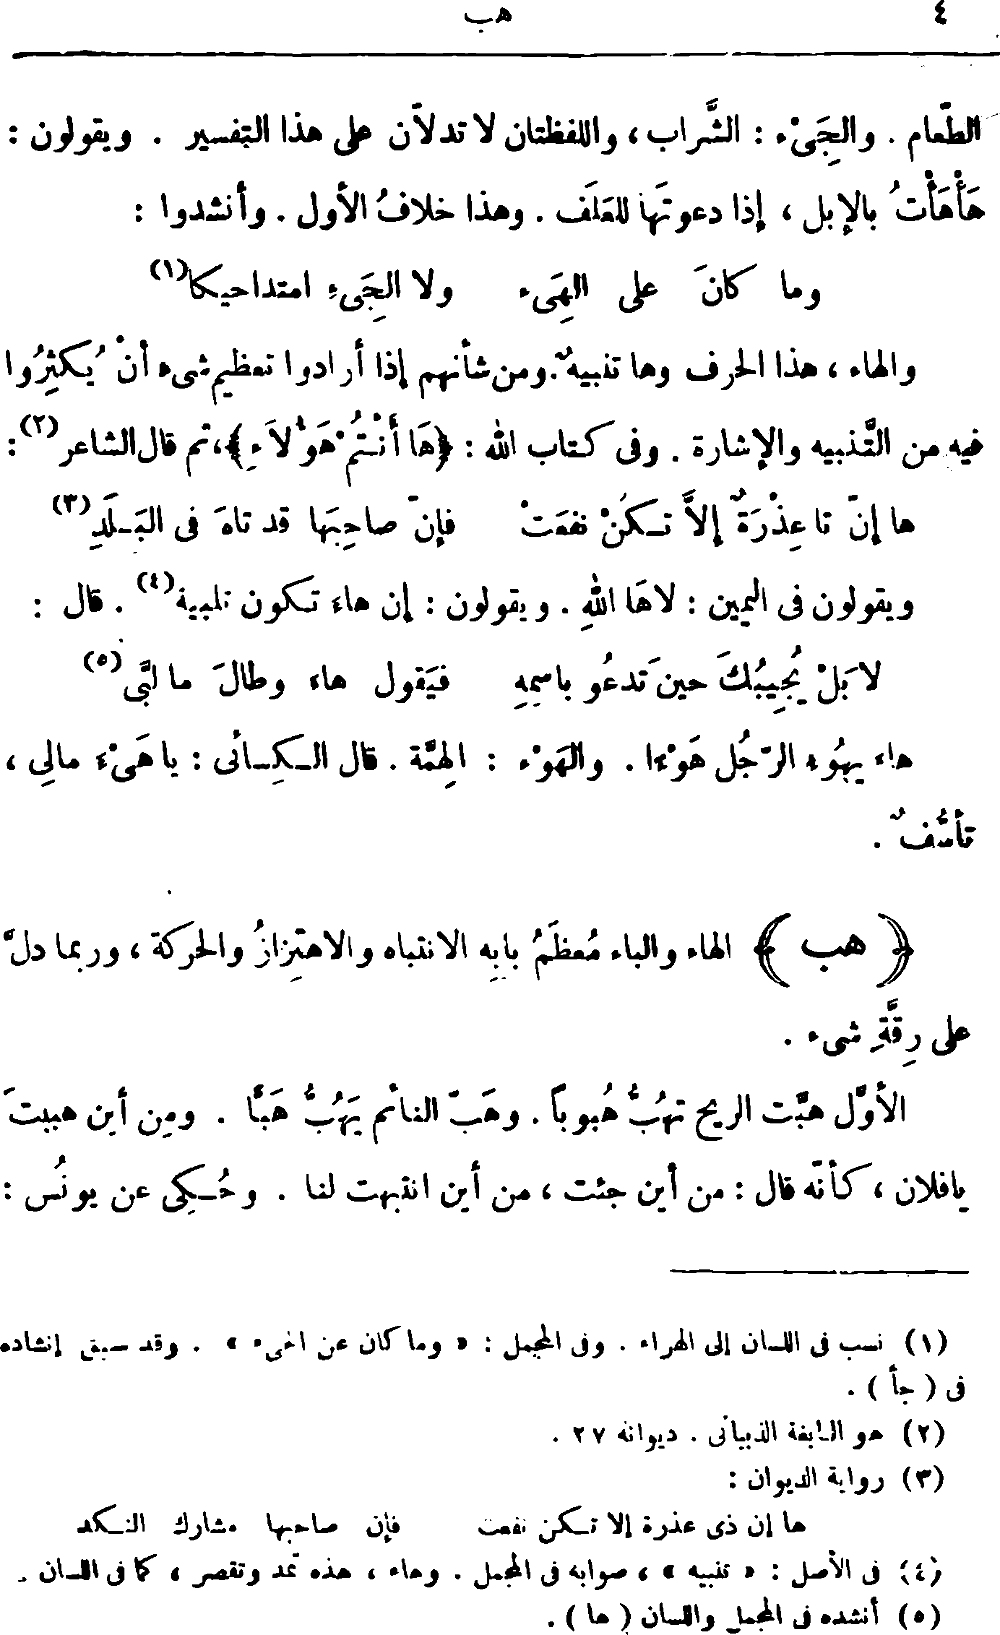 ٤
هب
الطّعام . والجَىْء : الشَّراب ، واللفظتان لا تدلاّن على هذا التفسير . ويقولون :
هَأْهَأْتُ بالإبل ، إذا دعوتَها للعَلَف . وهذا خلافُ الأول . وأنشدوا :
وما كانَ على الهَِىء ولا الجَِىءِ امتداحيكا(١)
والهاء ، هذا الحرف وها تنبيهٌ . ومن شأنهم إذا أرادوا تعظيم شىء أنْ يُكثِرُوا
فيه من التَّنبيه والإشارة . وفى كتاب الله : ﴿هَا أَنْتُمْ هَؤُلاَءِ﴾، ثم قال الشاعر(٢) :
ها إنّ تا عِذْرَةٌ إلاَّ تكنْ نفعَتْ فإنّ صاحِبَها قد تاهَ فى البَلَدِ(٣)
ويقولون فى اليمين : لاهَا اللهِ . ويقولون : إن هاءَ تكون تلبية(٤) . قال :
لا بَلْ يُجيبُكَ حين تَدعُو باسمِهِ فيَقول هاءَ وطالَ ما لبَّى(٥)
هاء يهُوء الرّجُل هَوْءًا . والهَوْء : الهِمَّة . قال الكِسائى : يا هَىْءَ مالِى ،
تأسُّفٌ .
﴿ هب ﴾ الهاء والباء مُعظَمُ بابِه الانتباه والاهتِزازُ والحركة ، وربما دلَّ
على رِقَّةِ شىء .
الأوّل هبَّت الريح تهُبُّ هُبوباً . وهَبّ النائم يَهُبُّ هَبًّا . ومِن أين هببتَ
يا فلان ، كأنّه قال : من أين جئت ، من أين انتبهت لنا . وحُكِى عن يونُس :
(١) نسب فى اللسان إلى الهراء . وفى المجمل : « وما كان عن الهىء » . وقد سبق إنشاده
فى ( جأ ) .
(٢) هو النابغة الذبيانى . ديوانه ٢٧ .
(٣) رواية الديوان :
ها إن ذى عذرة إلا تكن نفعت فإن صاحبها مشارك النكد
(٤) فى الأصل : « تنبيه » ، صوابه فى المجمل . وهاء ، هذه تمد وتقصر ، كما فى اللسان .
(٥) أنشده فى المجمل واللسان ( ها ) .